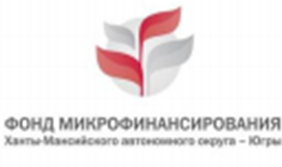 ФОНД МИКРОФИНАНСИРОВАНИЯ
Ханты-Мансийского автономного округа – Югры